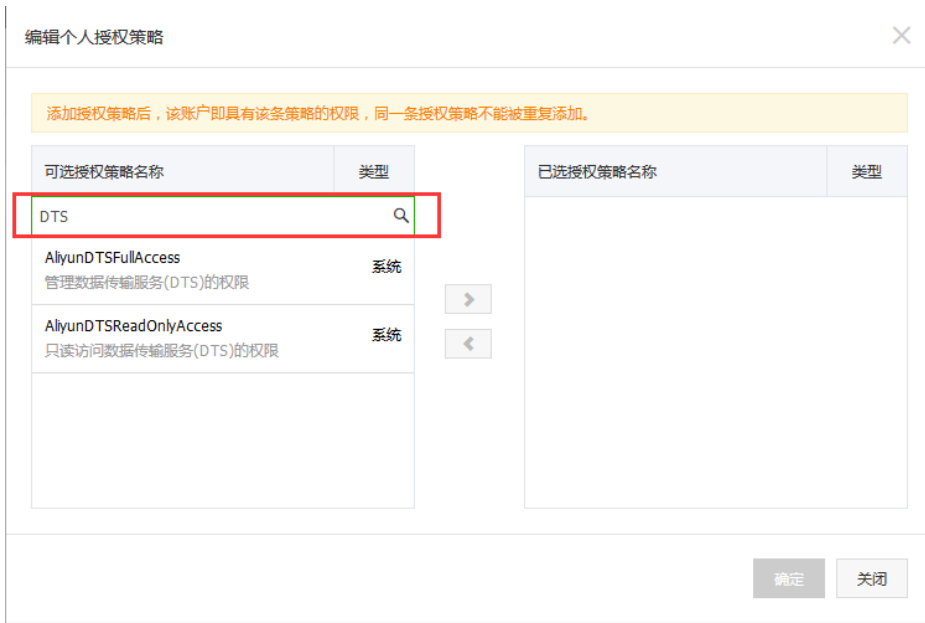 编辑个人授权策略
添加授权策略后，该账户即具有该条策略的权限，同一条授权策略不能被重复添加。
可选授权策略名称 类型
DTS
AliyunDTSFullAccess
管理数据传输服务(DTS)的权限
系统
AliyunDTSReadOnlyAccess
只读访问数据传输服务(DTS)的权限
系统
已选授权策略名称 类型
确定 关闭